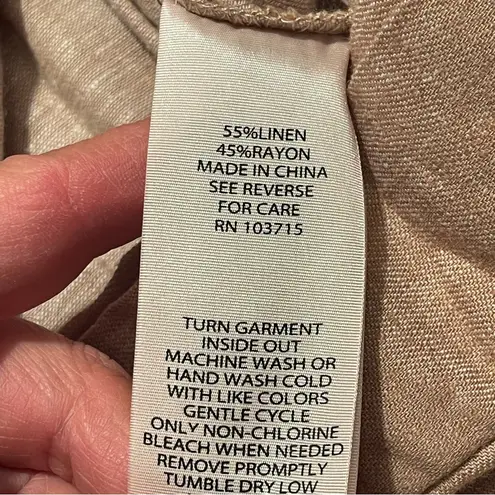 55%LINEN
45%RAYON
MADE IN CHINA
SEE REVERSE
FOR CARE
RN 103715
TURN GARMENT
INSIDE OUT
MACHINE WASH OR
HAND WASH COLD
WITH LIKE COLORS
GENTLE CYCLE
ONLY NON-CHLORINE
BLEACH WHEN NEEDED
REMOVE PROMPTLY
TUMBLE DRY LOW